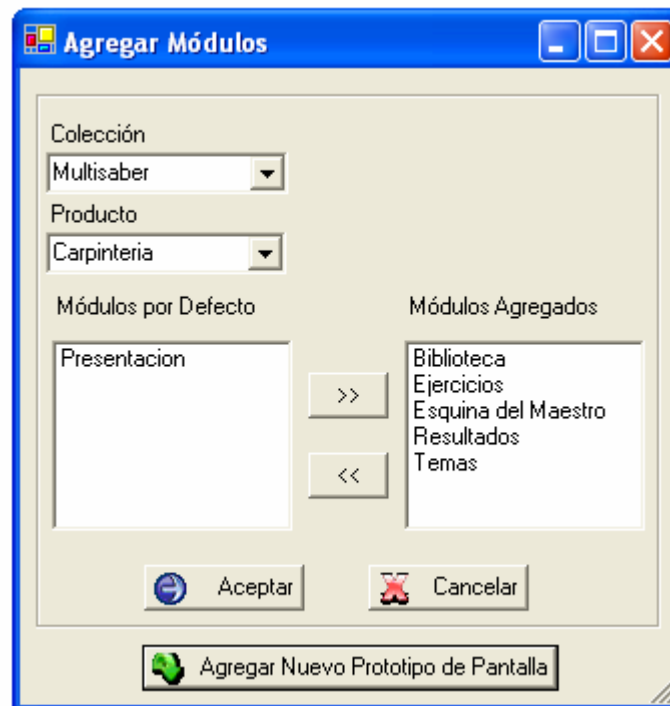 Agregar Módulos
Colección
Multisaber
Producto
Carpinteria
Módulos por Defecto
Presentacion
>>
<<
Módulos Agregados
Biblioteca
Ejercicios
Esquina del Maestro
Resultados
Temas
Aceptar
Cancelar
Agregar Nuevo Prototipo de Pantalla